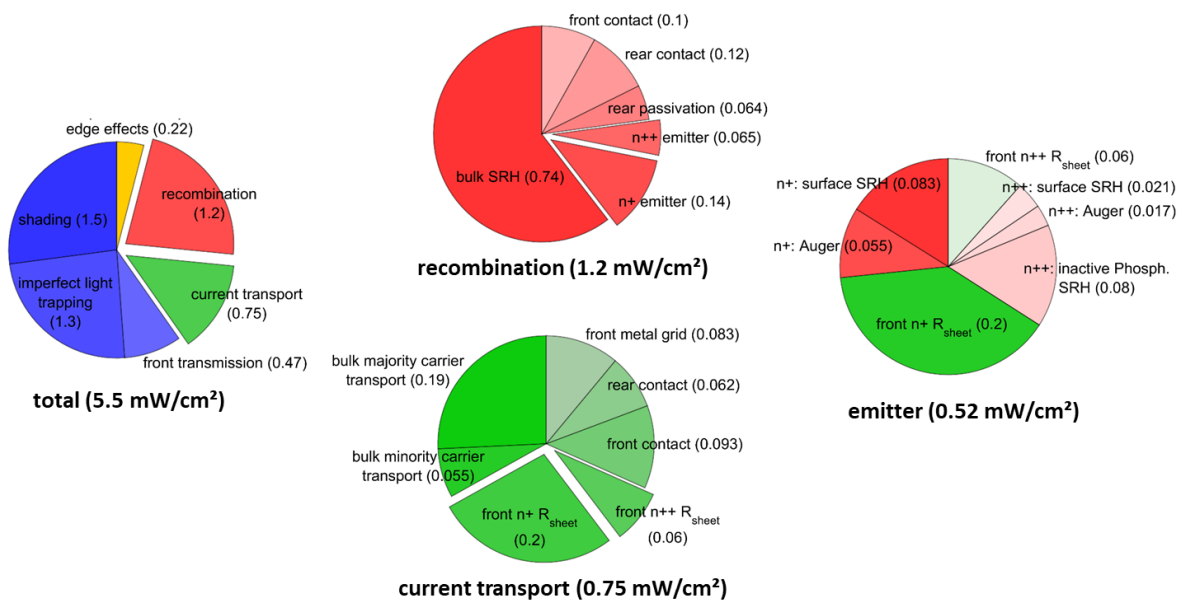 edge effects (0.22)
recombination
(1.2)
shading (1.5)
imperfect light
trapping
(1.3)
current transport
(0.75)
front transmission (0.47)
total (5.5 mW/cm²)
front contact (0.1)
rear contact (0.12)
rear passivation (0.064)
n++ emitter (0.065)
bulk SRH (0.74)
n+ emitter (0.14)
recombination (1.2 mW/cm²)
front metal grid (0.083)
bulk majority carrier
transport (0.19)
rear contact (0.062)
front contact (0.093)
bulk minority carrier
transport (0.055)
front n+ Rsheet
(0.2)
front n++ Rsheet
(0.06)
current transport (0.75 mW/cm²)
front n++ Rsheet (0.06)
n+: surface SRH (0.083)
n++: surface SRH (0.021)
n++: Auger (0.017)
n+: Auger (0.055)
n++: inactive Phosph.
SRH (0.08)
front n+ Rsheet (0.2)
emitter (0.52 mW/cm²)